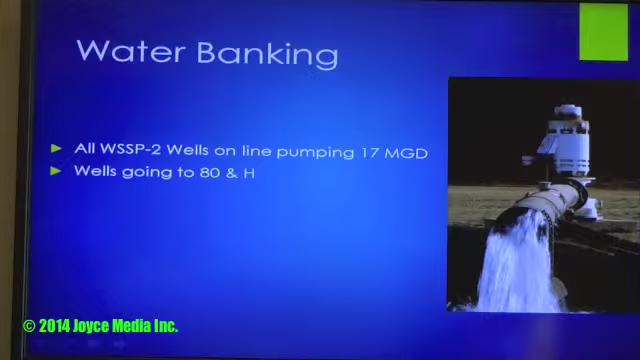 Water Banking
All WSSP-2 Wells on line pumping 17 MGD
Wells going to 80 & H
© 2014 Joyce Media Inc.